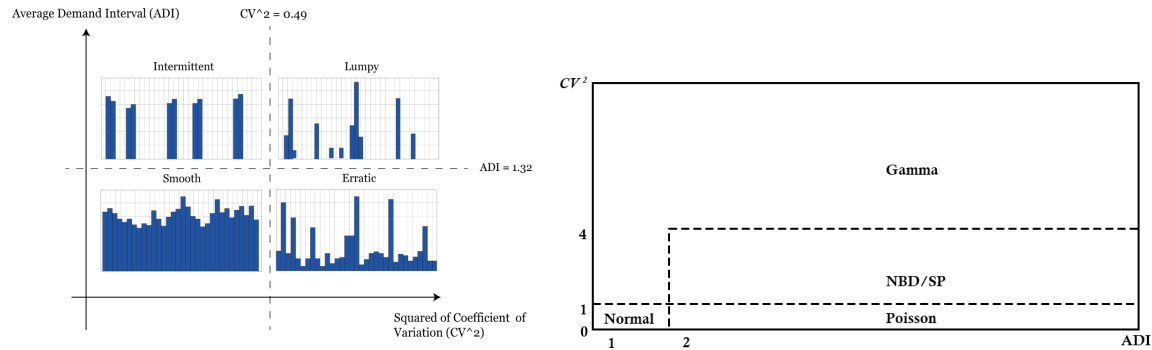 Average Demand Interval (ADI)
CV^2 = 0.49
Intermittent
Lumpy
ADI = 1.32
Smooth
Erratic
Squared of Coefficient of
Variation (CV^2)
CV²
Gamma
4
NBD/SP
1
Normal
Poisson
0
1
2
ADI